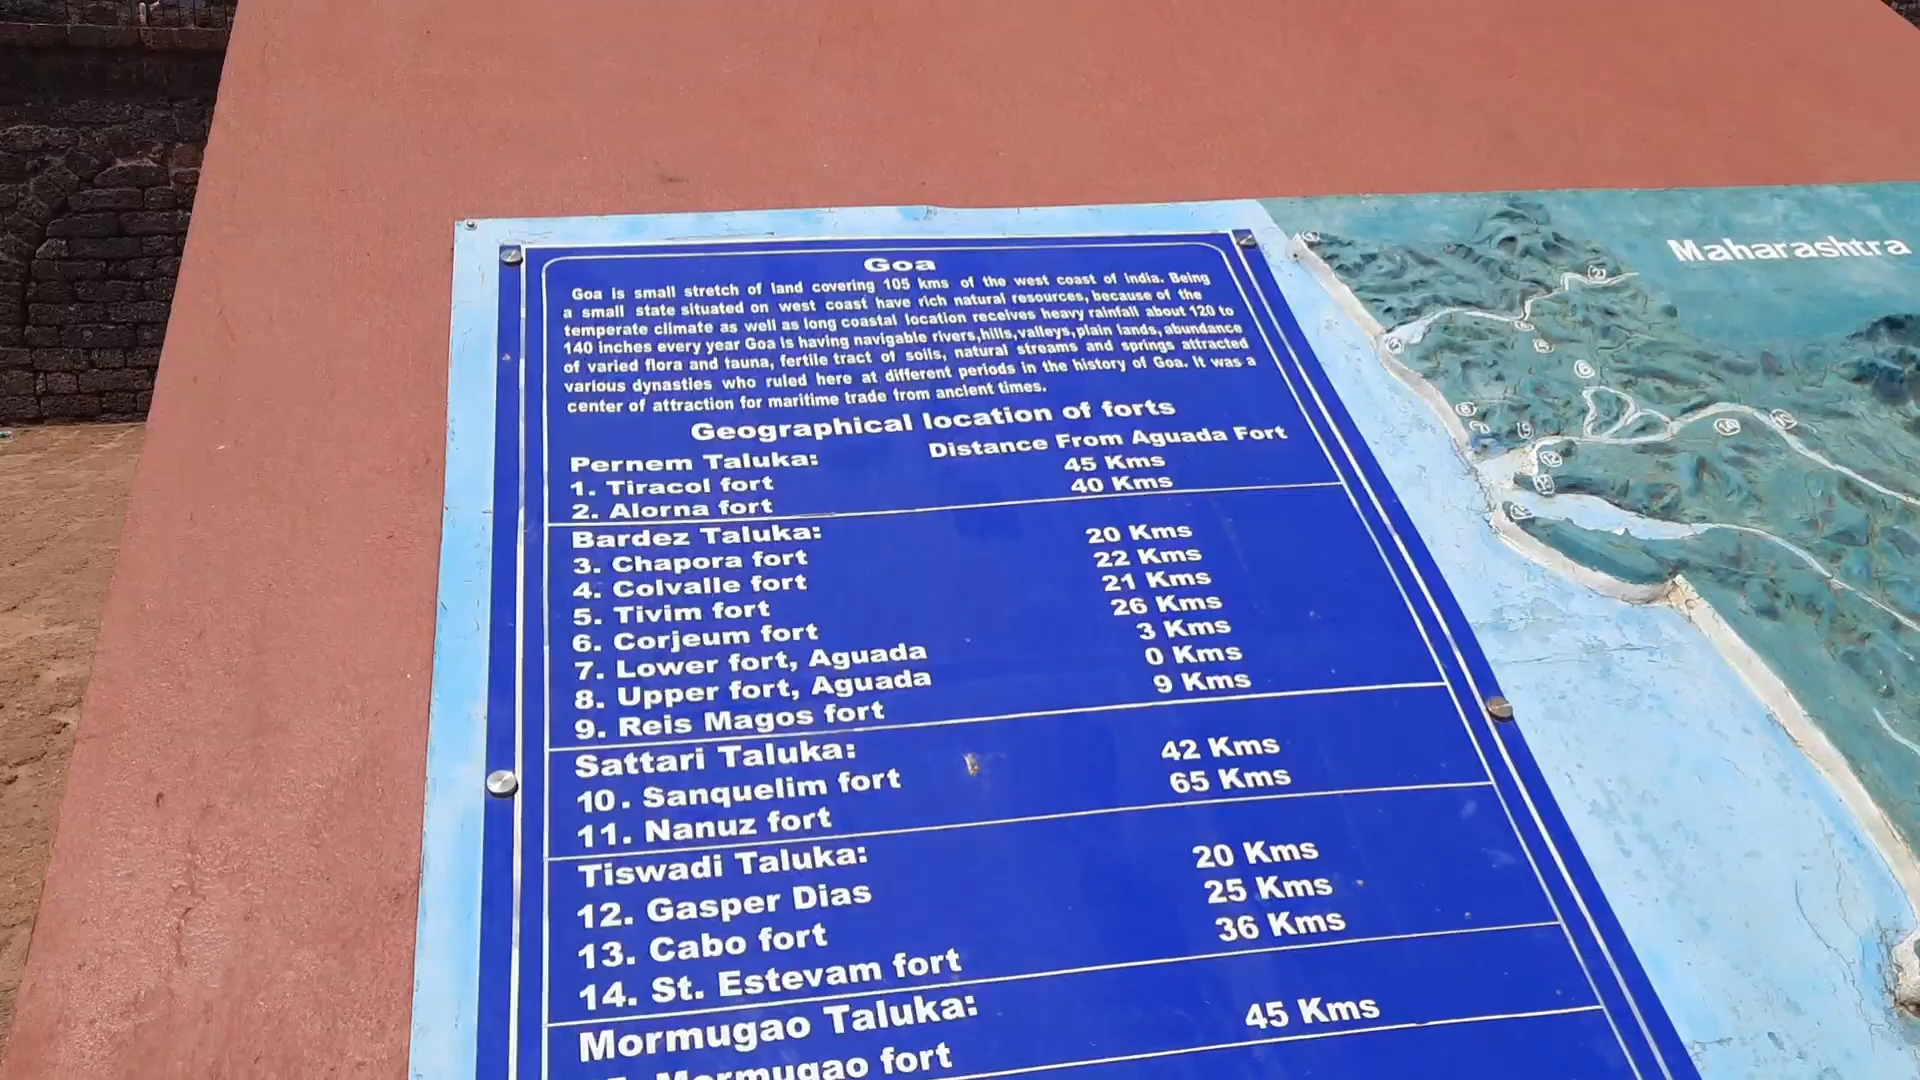 Goa
Goa is small stretch of land covering 105 kms of the west coast of India. Being
a small state situated on west coast have rich natural resources, because of the
temperate climate as well as long coastal location receives heavy rainfall about 120 to
140 inches every year Goa is having navigable rivers,hills,valleys,plain lands, abundance
of varied flora and fauna, fertile tract of soils, natural streams and springs attracted
various dynasties who ruled here at different periods in the history of Goa. It was a
center of attraction for maritime trade from ancient times.
Geographical location of forts
Distance From Aguada Fort
Pernem Taluka:
1. Tiracol fort 45 Kms
2. Alorna fort 40 Kms
Bardez Taluka:
3. Chapora fort 20 Kms
4. Colvalle fort 22 Kms
5. Tivim fort 21 Kms
6. Corjeum fort 26 Kms
7. Lower fort, Aguada 3 Kms
8. Upper fort, Aguada 0 Kms
9. Reis Magos fort 9 Kms
Sattari Taluka:
10. Sanquelim fort 42 Kms
11. Nanuz fort 65 Kms
Tiswadi Taluka:
12. Gasper Dias 20 Kms
13. Cabo fort 25 Kms
14. St. Estevam fort 36 Kms
Mormugao Taluka:
Mormugao fort 45 Kms
Maharashtra